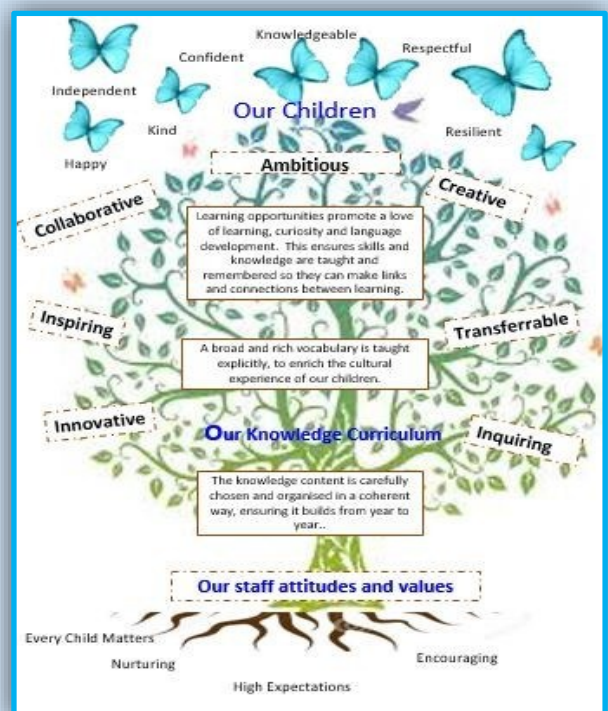 Knowledgeable
Confident
Respectful
Independent
Kind
Our Children
Resilient
Happy
Ambitious
Collaborative
Creative
Learning opportunities promote a love
of learning, curiosity and language
development. This ensures skills and
knowledge are taught and
remembered so they can make links
and connections between learning.
Inspiring
Transferrable
A broad and rich vocabulary is taught
explicitly, to enrich the cultural
experience of our children.
Innovative
Our Knowledge Curriculum
Inquiring
The knowledge content is carefully
chosen and organised in a coherent
way, ensuring it builds from year to
year..
Our staff attitudes and values
Every Child Matters
Nurturing
Encouraging
High Expectations